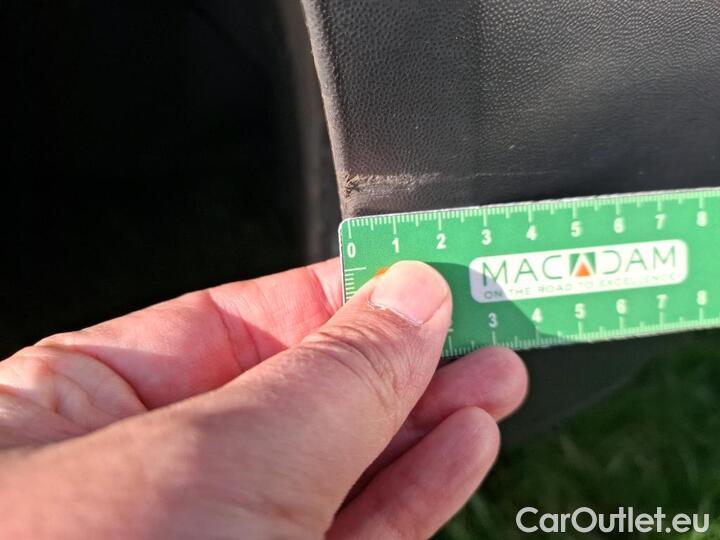 0 1 2 3 4 5 6 7 8
MACADAM
ON THE ROAD TO EXCELLENCE
3 4 5 6 7 8
CarOutlet.eu